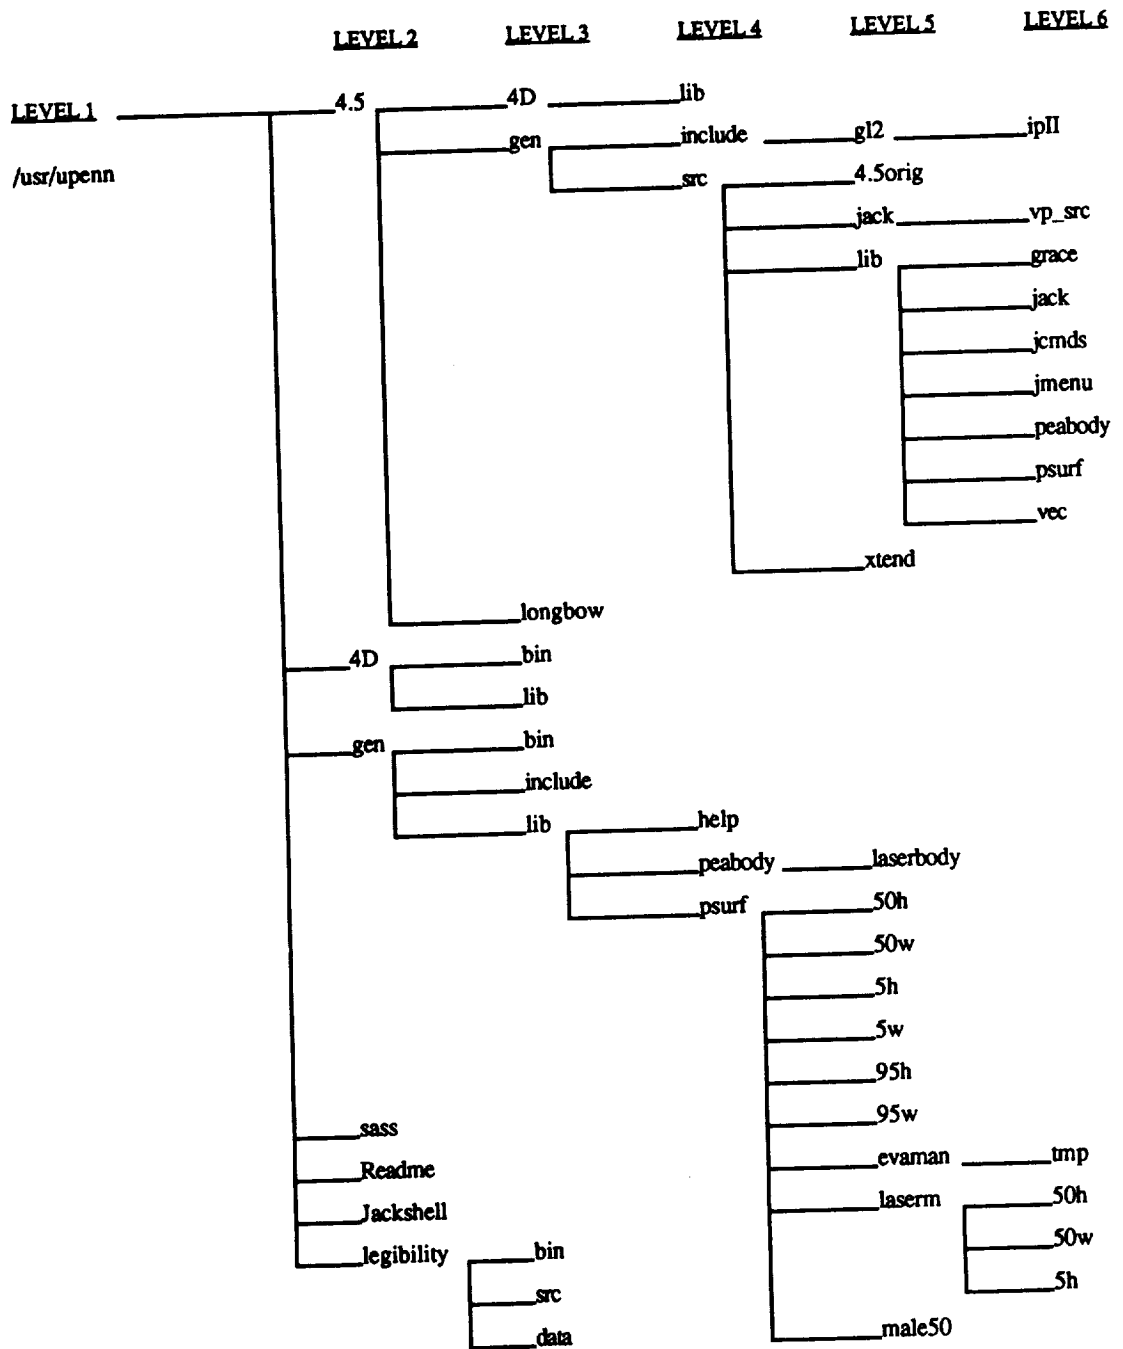 LEVEL 2 LEVEL 3 LEVEL 4 LEVEL 5 LEVEL 6
LEVEL 1 4.5 4D lib
gen include gl2 ipII
/usr/upenn src 4.5orig
jack vp_src
lib grace
jack
jcmds
jmenu
peabody
psurf
vec
xtend
longbow
4D bin
lib
gen bin
include
lib help
peabody laserbody
psurf 50h
50w
5h
5w
95h
95w
sass evaman tmp
Readme laserm 50h
Jackshell 50w
legibility bin 5h
src
data male50